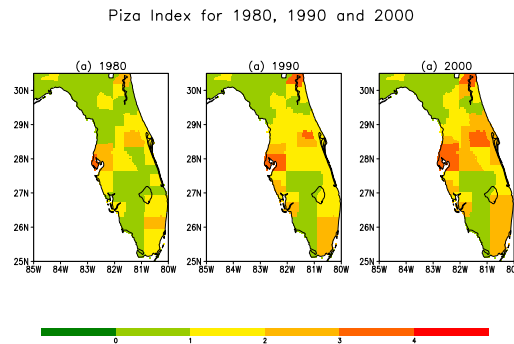 Piza Index for 1980, 1990 and 2000
(a) 1980
(a) 1990
(a) 2000
30N
29N
28N
27N
26N
25N
85W 84W 83W 82W 81W 80W
30N
29N
28N
27N
26N
25N
85W 84W 83W 82W 81W 80W
30N
29N
28N
27N
26N
25N
85W 84W 83W 82W 81W 80W
0 1 2 3 4